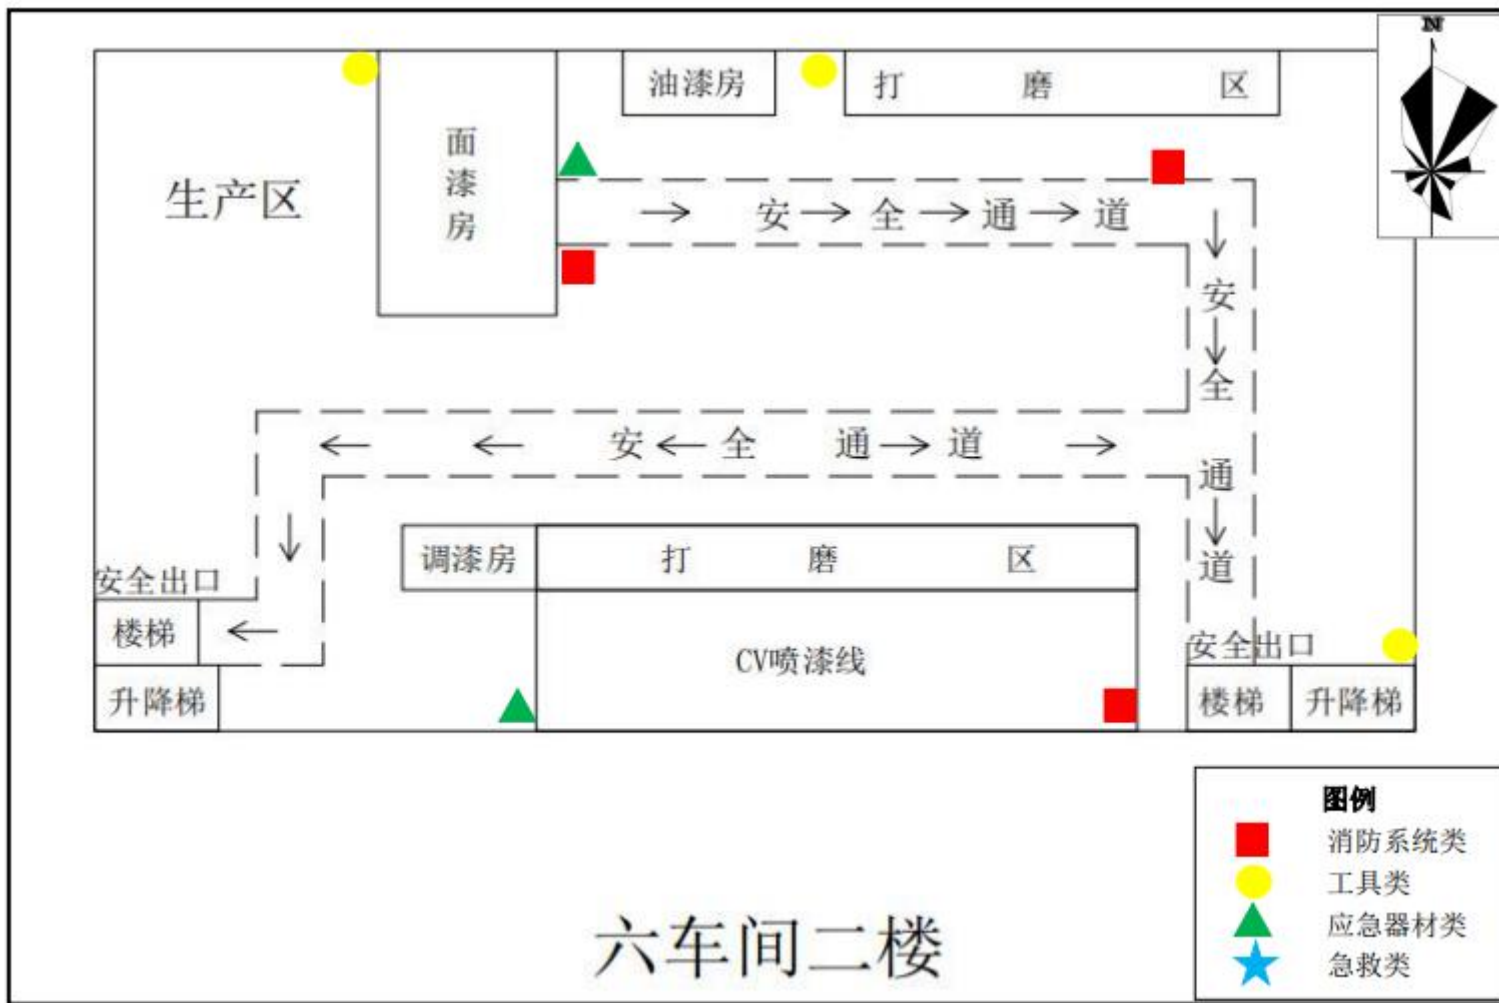 N
油漆房
打磨区
面漆房
生产区
安全通道
安全通道
安全通道
调漆房
打磨区
安全出口
楼梯
CV喷漆线
安全出口
升降梯
楼梯
升降梯
图例
消防系统类
工具类
应急器材类
急救类
六车间二楼